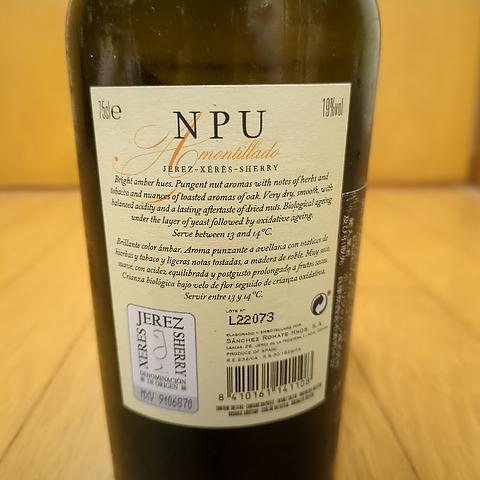 75cl e
19%vol
NPU
Amontillado
JEREZ-XÉRÈS-SHERRY
Bright amber hues. Pungent nut aromas with notes of herbs and
tobacco and nuances of toasted aromas of oak. Very dry, smooth, with
balanced acidity and a lasting aftertaste of dried nuts. Biological ageing
under the layer of yeast followed by oxidative ageing.
Serve between 13 and 14°C.
Brillante color ámbar. Aroma punzante a avellana con matices de
hierbas y tabaco y ligeras notas tostadas, a madera de roble. Muy seco,
suave, con acidez equilibrada y postgusto prolongado a frutos secos.
Crianza biológica bajo velo de flor seguido de crianza oxidativa.
Servir entre 13 y 14°C.
LOTE Nº
L22073
ELABORADO Y EMBOTELLADO POR
SÁNCHEZ ROMATE HNOS. S.A.
PRODUCE OF SPAIN
JEREZ
XERES
SHERRY
DENOMINACIÓN
DE ORIGEN
9106870
8 410161 141108